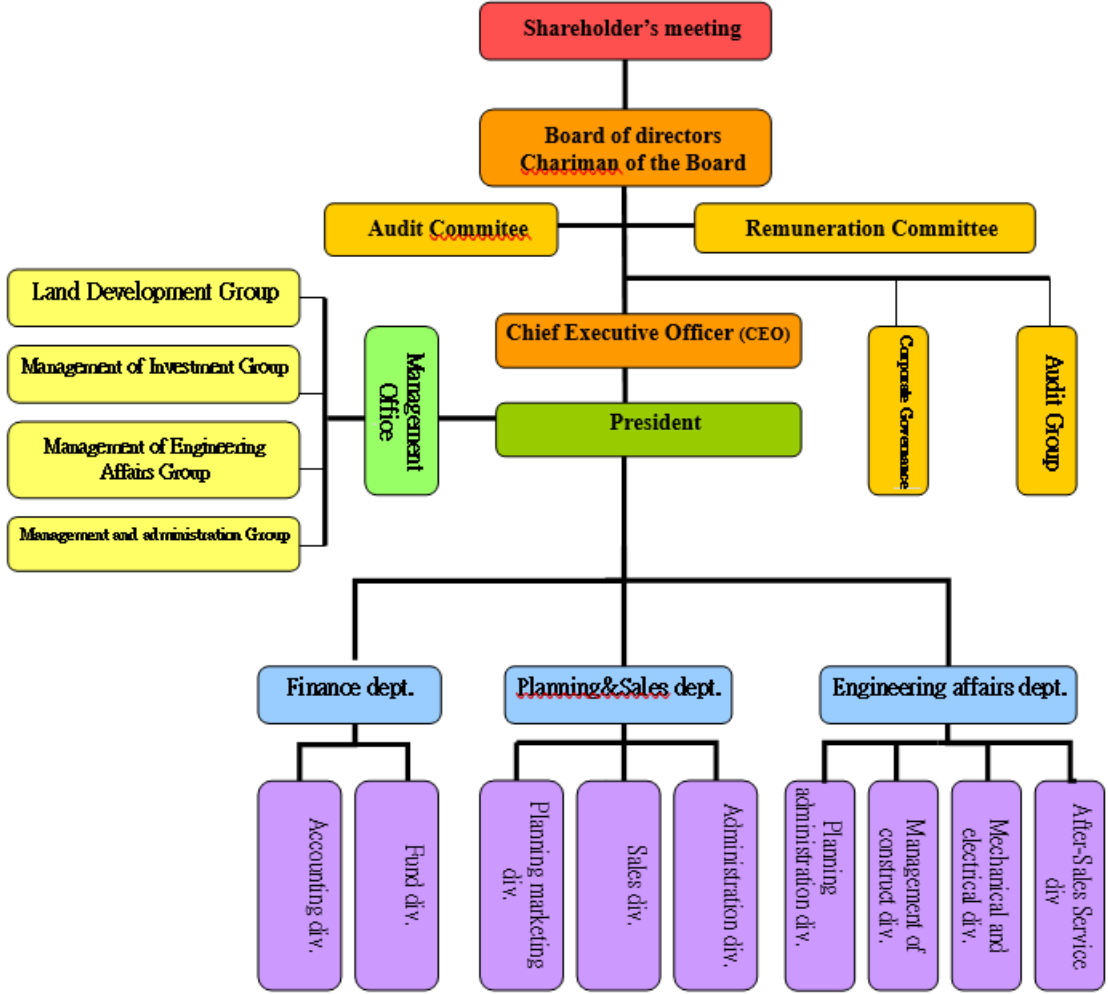 Shareholder's meeting
Board of directors
Chariman of the Board
Audit Commitee
Remuneration Committee
Land Development Group
Management of Investment Group
Management of Engineering
Affairs Group
Management and administration Group
Management
Office
Chief Executive Officer (CEO)
President
Corporate Governance
Audit Group
Finance dept.
Planning&Sales dept.
Engineering affairs dept.
Accounting div.
Fund div.
Planning marketing
div.
Sales div.
Administration div.
Planning
administration div.
Management of
construct div.
Mechanical and
electrical div.
After-Sales Service
div